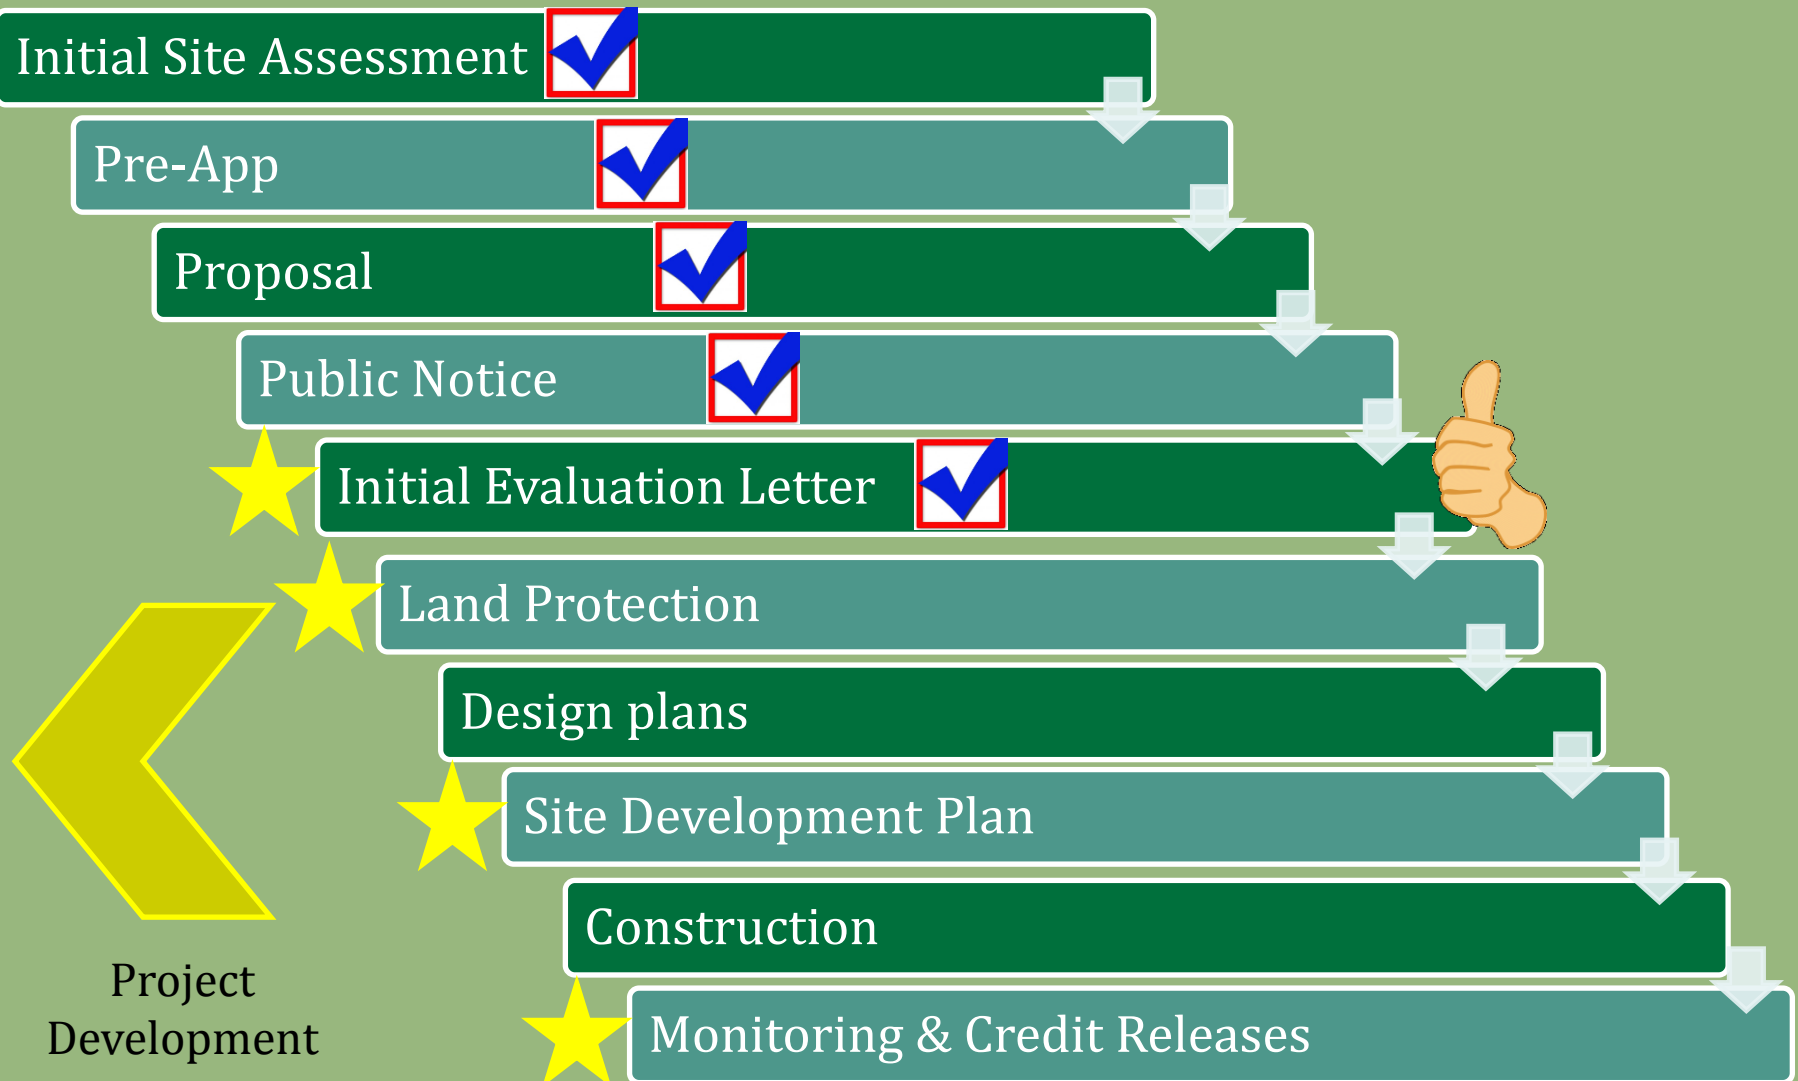 Initial Site Assessment
Pre-App
Proposal
Public Notice
Initial Evaluation Letter
Land Protection
Design plans
Site Development Plan
Construction
Monitoring & Credit Releases
Project
Development